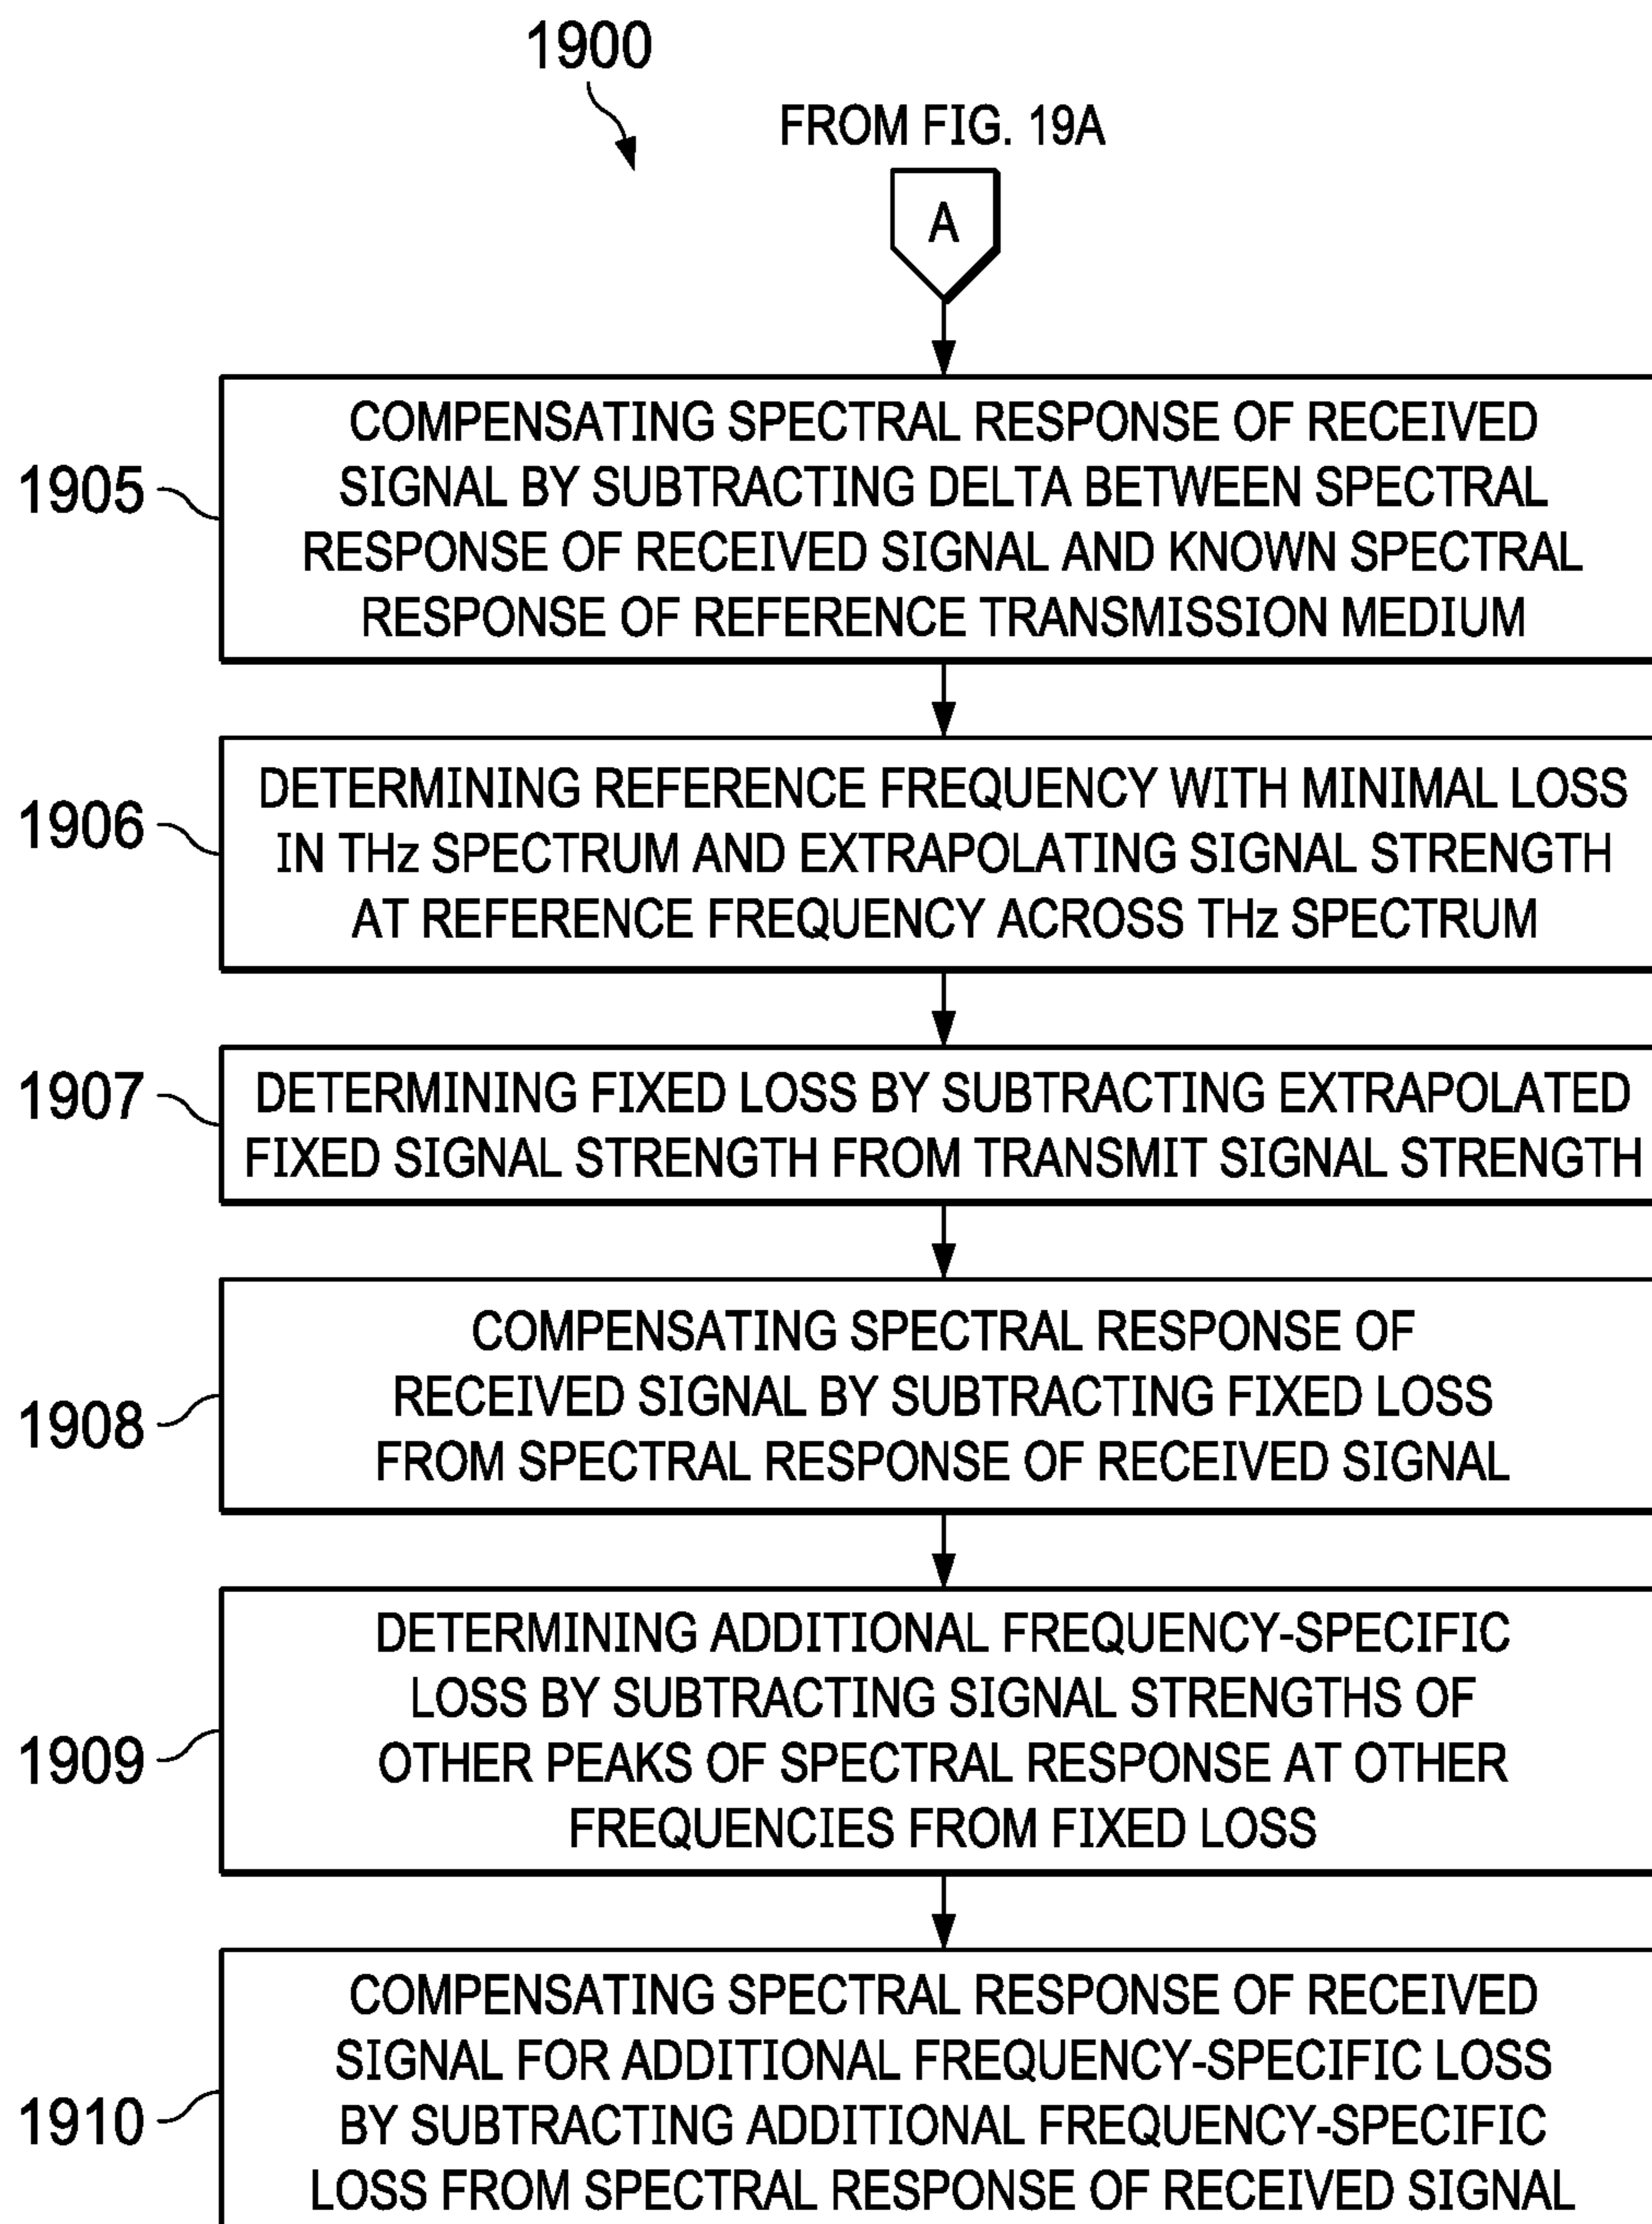 1900
FROM FIG. 19A
A
COMPENSATING SPECTRAL RESPONSE OF RECEIVED
SIGNAL BY SUBTRACTING DELTA BETWEEN SPECTRAL
RESPONSE OF RECEIVED SIGNAL AND KNOWN SPECTRAL
RESPONSE OF REFERENCE TRANSMISSION MEDIUM
1905
DETERMINING REFERENCE FREQUENCY WITH MINIMAL LOSS
IN THz SPECTRUM AND EXTRAPOLATING SIGNAL STRENGTH
AT REFERENCE FREQUENCY ACROSS THz SPECTRUM
1906
DETERMINING FIXED LOSS BY SUBTRACTING EXTRAPOLATED
FIXED SIGNAL STRENGTH FROM TRANSMIT SIGNAL STRENGTH
1907
COMPENSATING SPECTRAL RESPONSE OF
RECEIVED SIGNAL BY SUBTRACTING FIXED LOSS
FROM SPECTRAL RESPONSE OF RECEIVED SIGNAL
1908
DETERMINING ADDITIONAL FREQUENCY-SPECIFIC
LOSS BY SUBTRACTING SIGNAL STRENGTHS OF
OTHER PEAKS OF SPECTRAL RESPONSE AT OTHER
FREQUENCIES FROM FIXED LOSS
1909
COMPENSATING SPECTRAL RESPONSE OF RECEIVED
SIGNAL FOR ADDITIONAL FREQUENCY-SPECIFIC LOSS
BY SUBTRACTING ADDITIONAL FREQUENCY-SPECIFIC
LOSS FROM SPECTRAL RESPONSE OF RECEIVED SIGNAL
1910